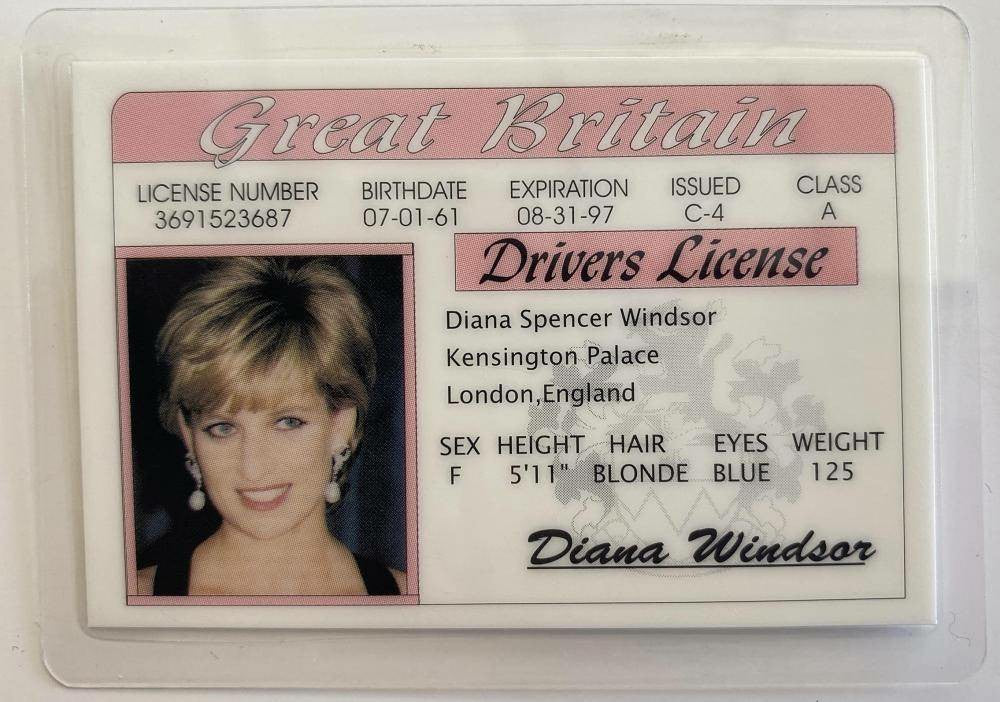 Great Britain
LICENSE NUMBER BIRTHDATE EXPIRATION ISSUED CLASS
3691523687 07-01-61 08-31-97 C-4 A
Drivers License
Diana Spencer Windsor
Kensington Palace
London,England
SEX HEIGHT HAIR EYES WEIGHT
F 5'11" BLONDE BLUE 125
Diana Windsor